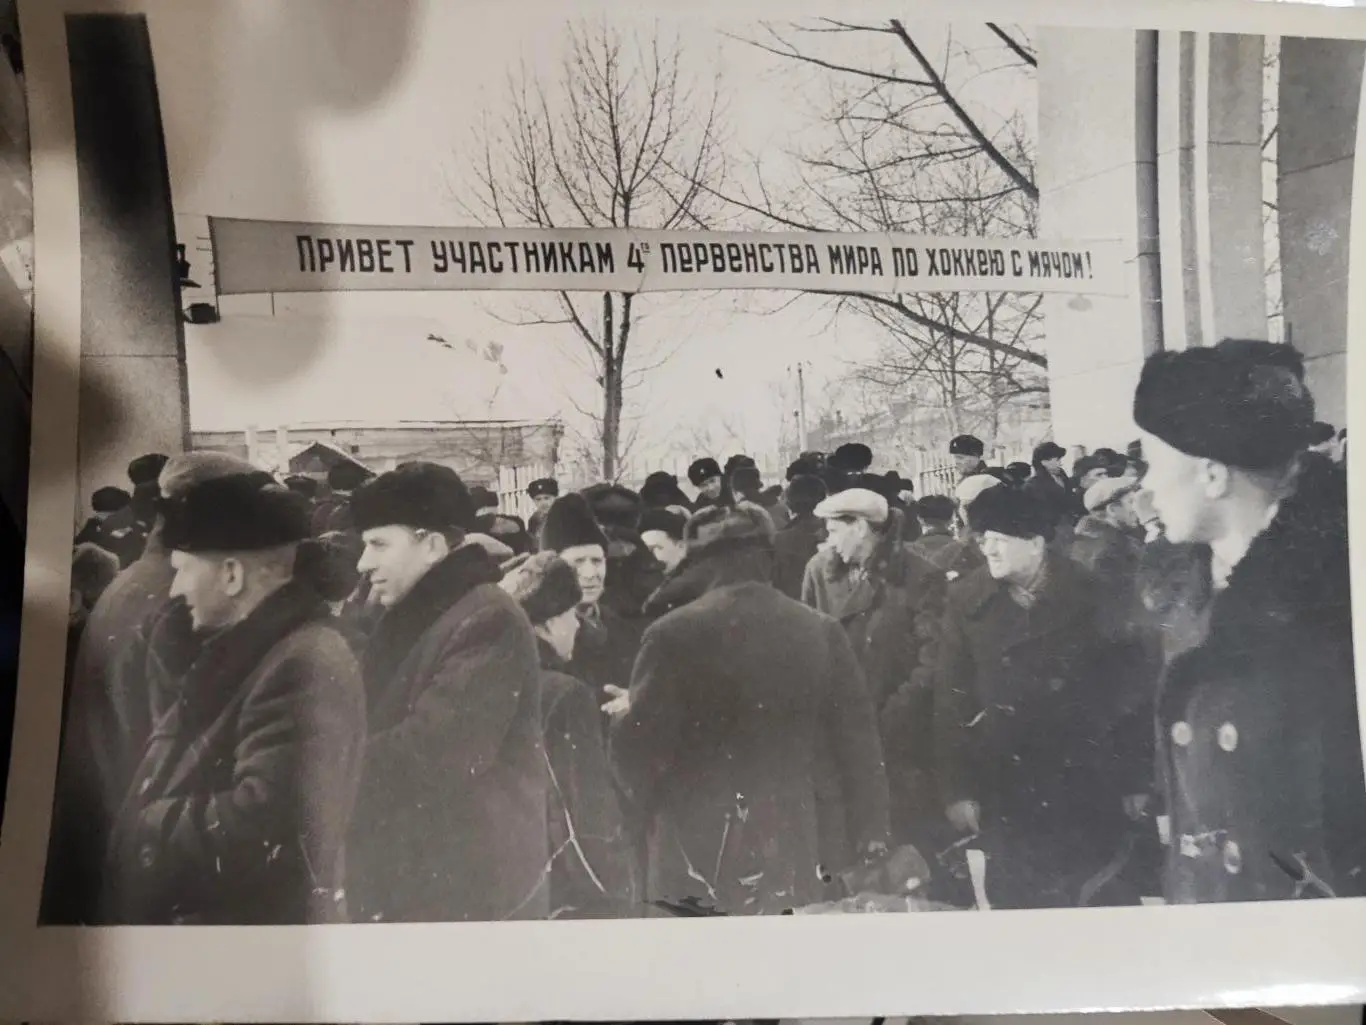 ПРИВЕТ УЧАСТНИКАМ 4го ПЕРВЕНСТВА МИРА ПО ХОККЕЮ С МЯЧОМ!